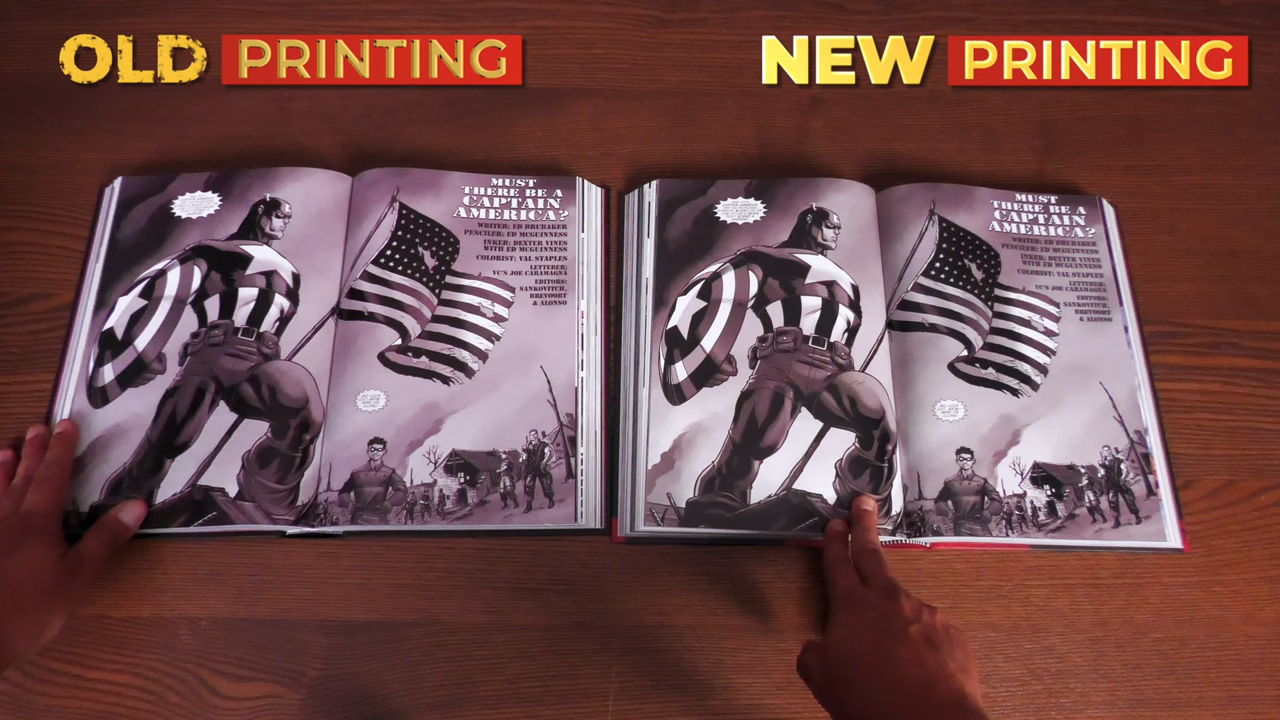 OLD PRINTING
NEW PRINTING
MUST
THERE BE A
CAPTAIN
AMERICA?
WRITER: ED BRUBAKER
PENCILER: ED MCGUINNESS
INKER: DEXTER VINES
WITH ED MCGUINNESS
COLORIST: VAL STAPLES
LETTERER:
VC'S JOE CARAMAGNA
EDITORS:
SANKOVITCH,
BREVOORT
& ALONSO
MUST
THERE BE A
CAPTAIN
AMERICA?
WRITER: ED BRUBAKER
PENCILER: ED MCGUINNESS
INKER: DEXTER VINES
WITH ED MCGUINNESS
COLORIST: VAL STAPLES
LETTERER:
VC'S JOE CARAMAGNA
EDITORS:
SANKOVITCH,
BREVOORT
& ALONSO